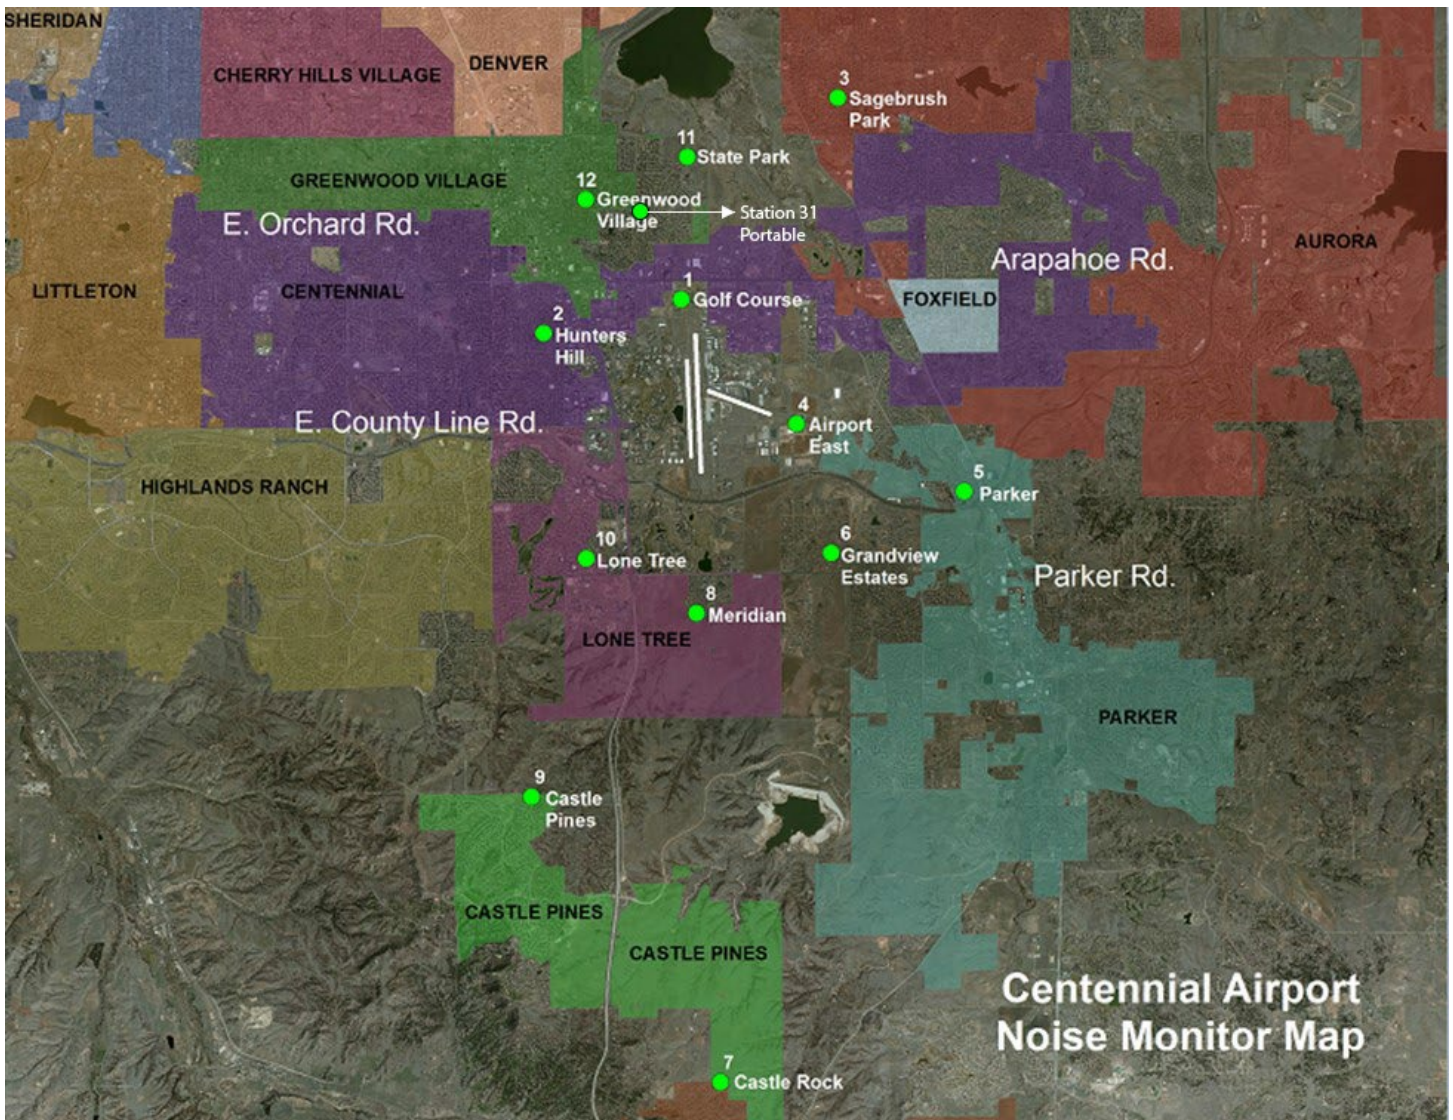 SHERIDAN
CHERRY HILLS VILLAGE
DENVER
3
Sagebrush
Park
11
State Park
GREENWOOD VILLAGE
12
Greenwood
Village
Station 31
Portable
E. Orchard Rd.
AURORA
Arapahoe Rd.
LITTLETON
CENTENNIAL
1
Golf Course
FOXFIELD
2
Hunters
Hill
E. County Line Rd.
4
Airport
East
HIGHLANDS RANCH
5
Parker
10
Lone Tree
6
Grandview
Estates
Parker Rd.
8
Meridian
LONE TREE
PARKER
9
Castle
Pines
CASTLE PINES
CASTLE PINES
Centennial Airport
Noise Monitor Map
7
Castle Rock